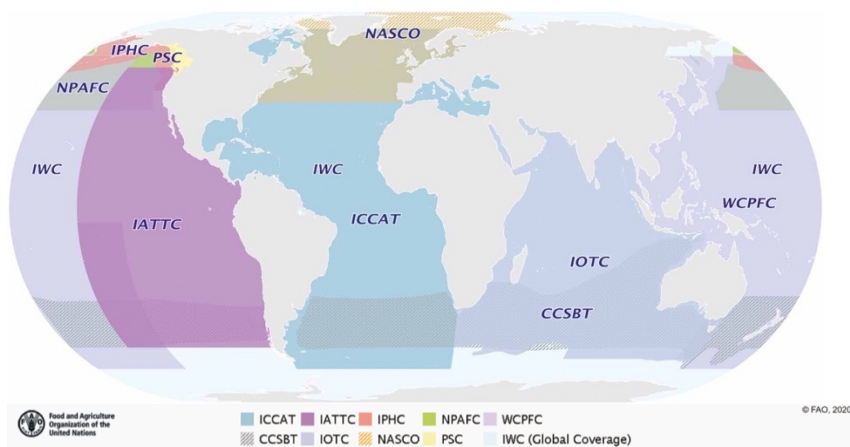 NASCO
IPHC
PSC
NPAFC
IWC
IWC
IWC
WCPFC
IATTC
ICCAT
IOTC
CCSBT
© FAO, 2020
Food and Agriculture
Organization of the
United Nations
ICCAT IATTC IPHC NPAFC WCPFC
CCSBT IOTC NASCO PSC IWC (Global Coverage)